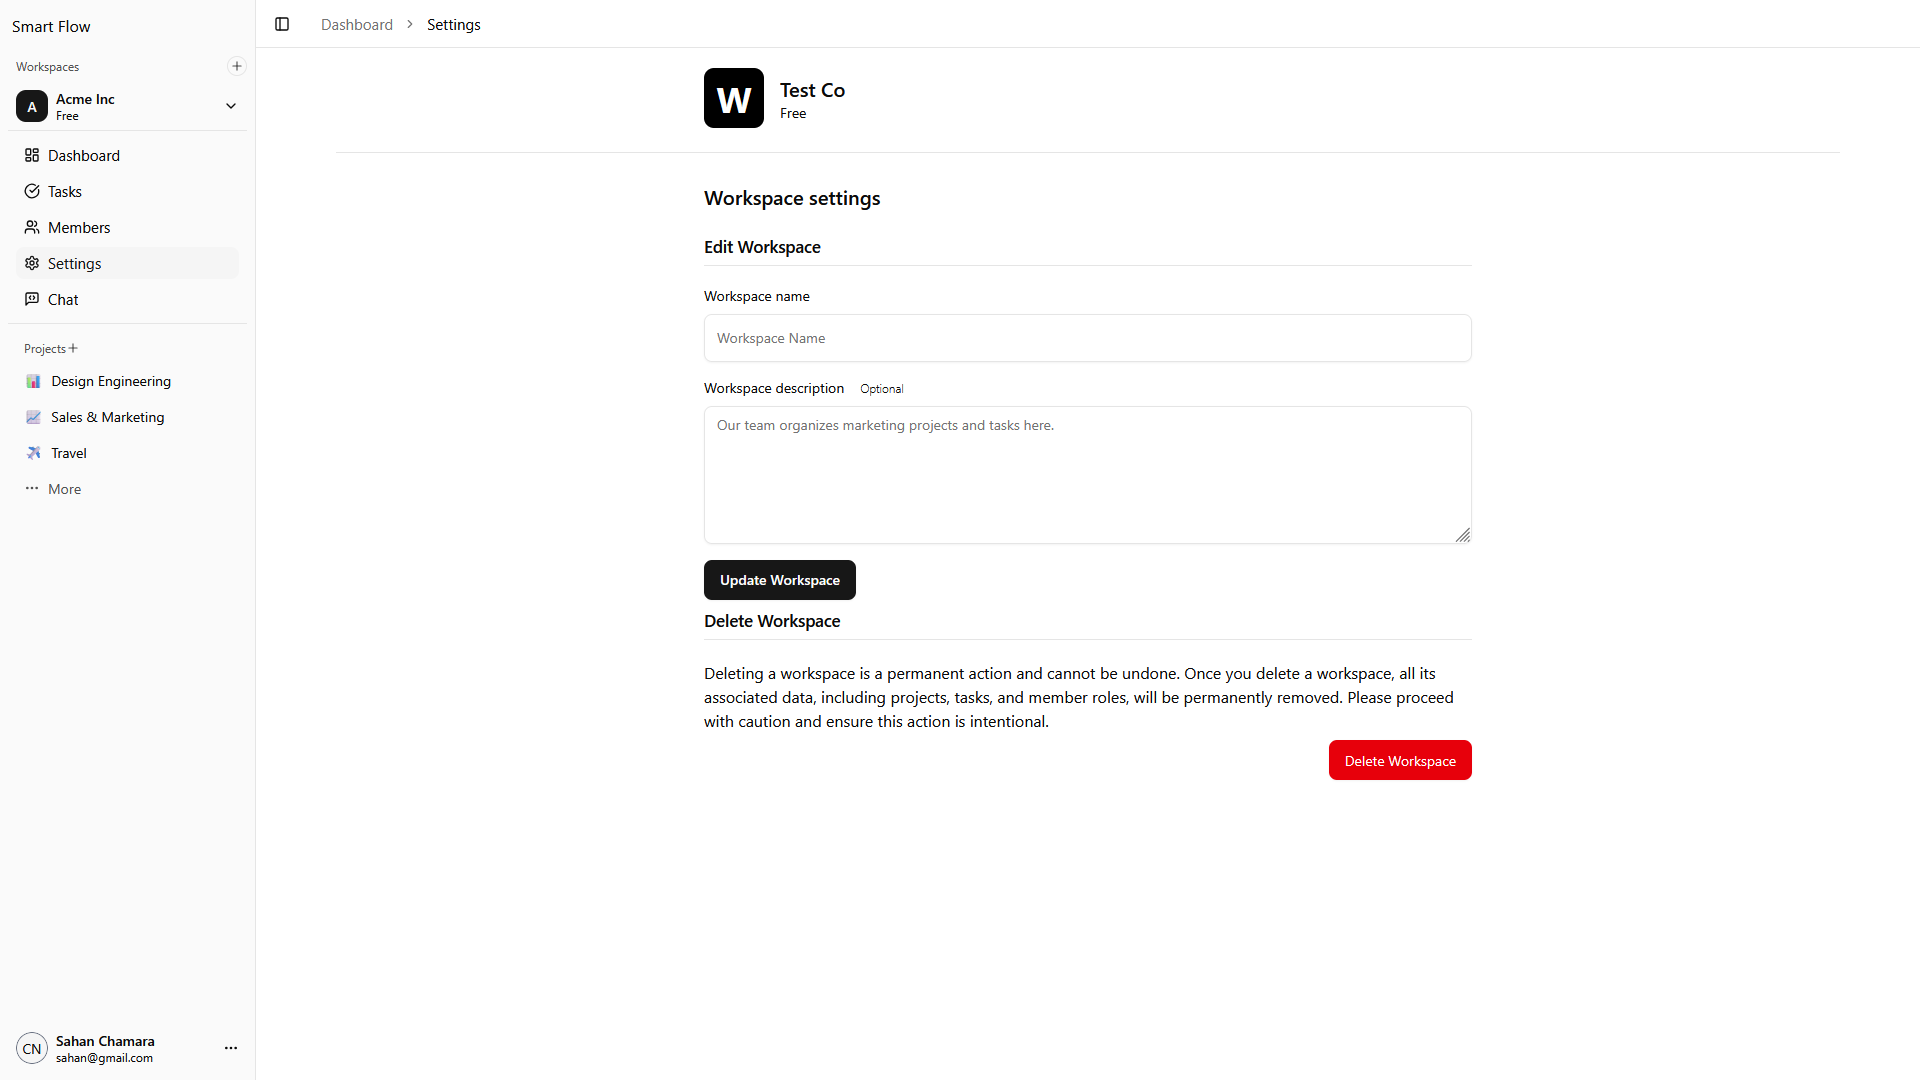 Smart Flow
Workspaces
A
Acme Inc
Free
Dashboard
Tasks
Members
Settings
Chat
Projects
Design Engineering
Sales & Marketing
Travel
More
CN
Sahan Chamara
sahan@gmail.com
Dashboard > Settings
W
Test Co
Free
Workspace settings
Edit Workspace
Workspace name
Workspace Name
Workspace description Optional
Our team organizes marketing projects and tasks here.
Update Workspace
Delete Workspace
Deleting a workspace is a permanent action and cannot be undone. Once you delete a workspace, all its
associated data, including projects, tasks, and member roles, will be permanently removed. Please proceed
with caution and ensure this action is intentional.
Delete Workspace